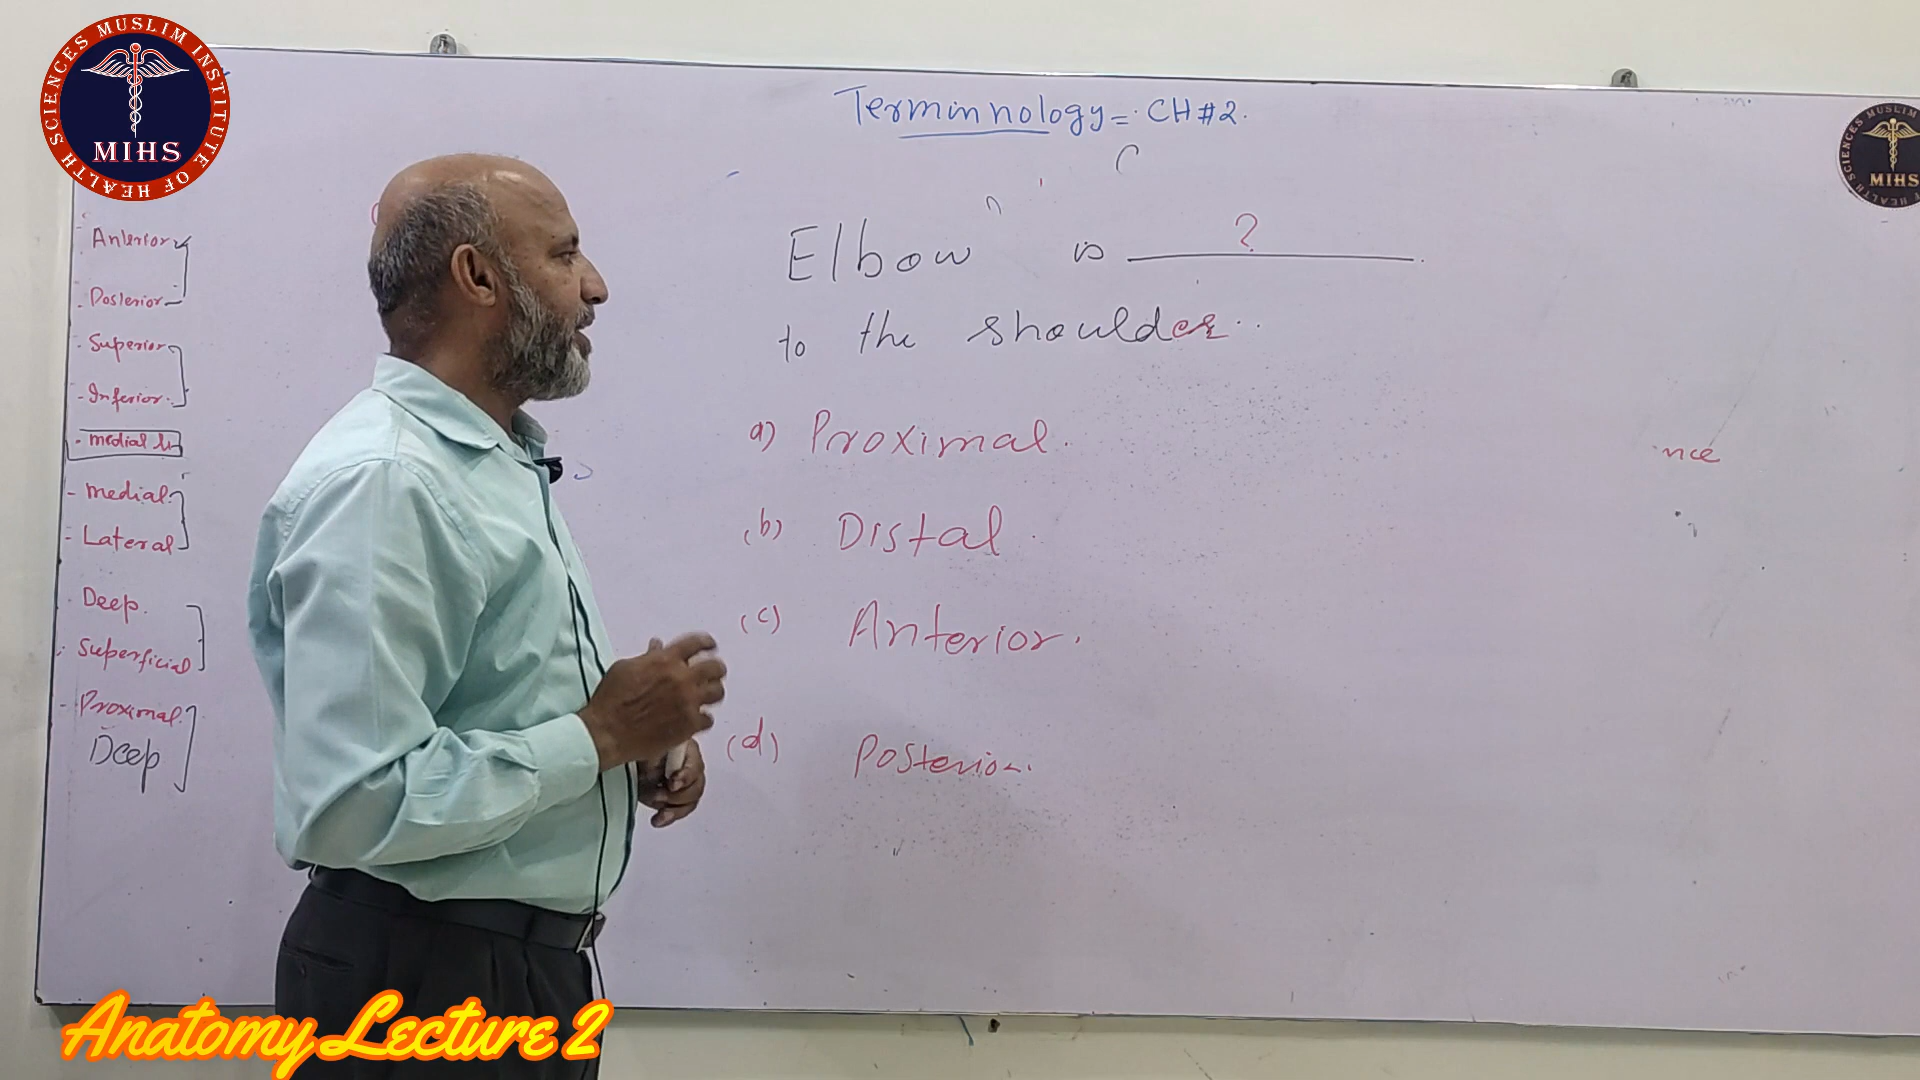 SCIENCES MUSLIM INSTITUTE OF HEALTH
MIHS
Terminnology = CH #2.
SCIENCES MUSLIM
MIHS
Anterior
Posterior
Superior
Inferior
medial
medial
Lateral
Deep.
Superficial
Proximal
Deep
Elbow is ?
to the shoulder..
a) Proximal.
(b) Distal
(c) Anterior.
(d) Posterior.
nce
Anatomy Lecture 2